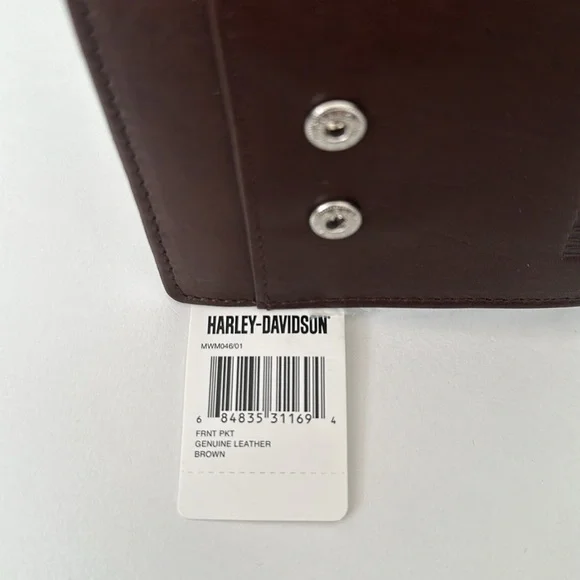 HARLEY-DAVIDSON
MWM046/01
6 84835 31169 4
FRNT PKT
GENUINE LEATHER
BROWN